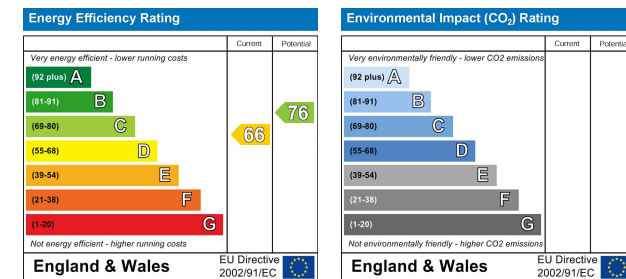 Energy Efficiency Rating
Current Potential
Very energy efficient - lower running costs
(92 plus) A
(81-91) B
(69-80) C
(55-68) D
(39-54) E
(21-38) F
(1-20) G
66
76
Not energy efficient - higher running costs
England & Wales
EU Directive
2002/91/EC
Environmental Impact (CO₂) Rating
Current Potential
Very environmentally friendly - lower CO2 emissions
(92 plus) A
(81-91) B
(69-80) C
(55-68) D
(39-54) E
(21-38) F
(1-20) G
Not environmentally friendly - higher CO2 emissions
England & Wales
EU Directive
2002/91/EC